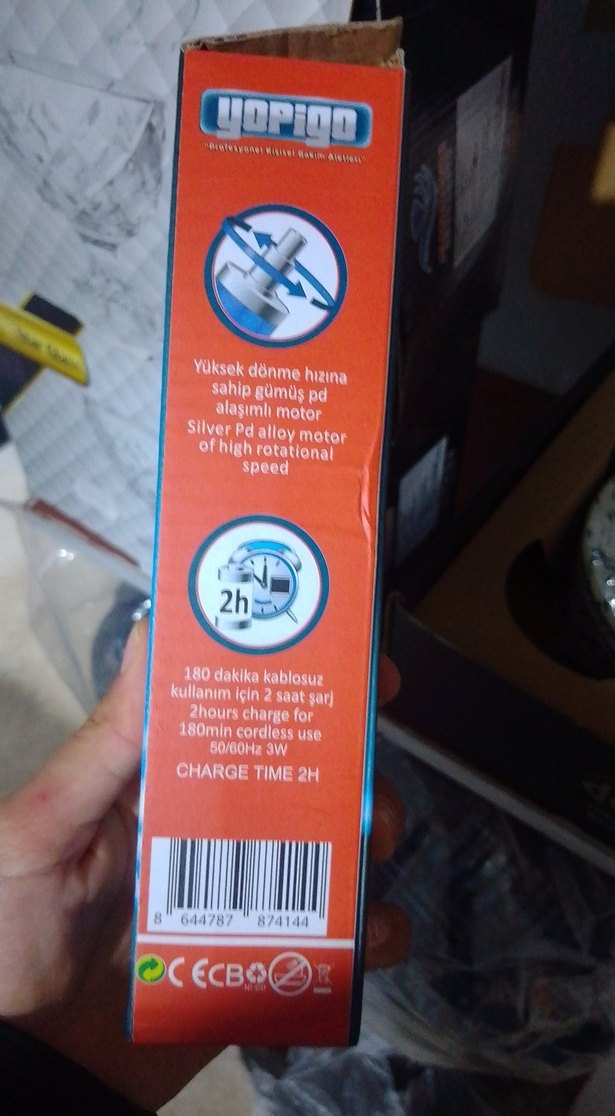 YOPiGO
"Profesyonel Kişisel Bakım Aletleri"
Yüksek dönme hızına
sahip gümüş pd
alaşımlı motor
Silver Pd alloy motor
of high rotational
speed
2h
180 dakika kablosuz
kullanım için 2 saat şarj
2hours charge for
180min cordless use
50/60Hz 3W
CHARGE TIME 2H
8 644787 874144
CE CB